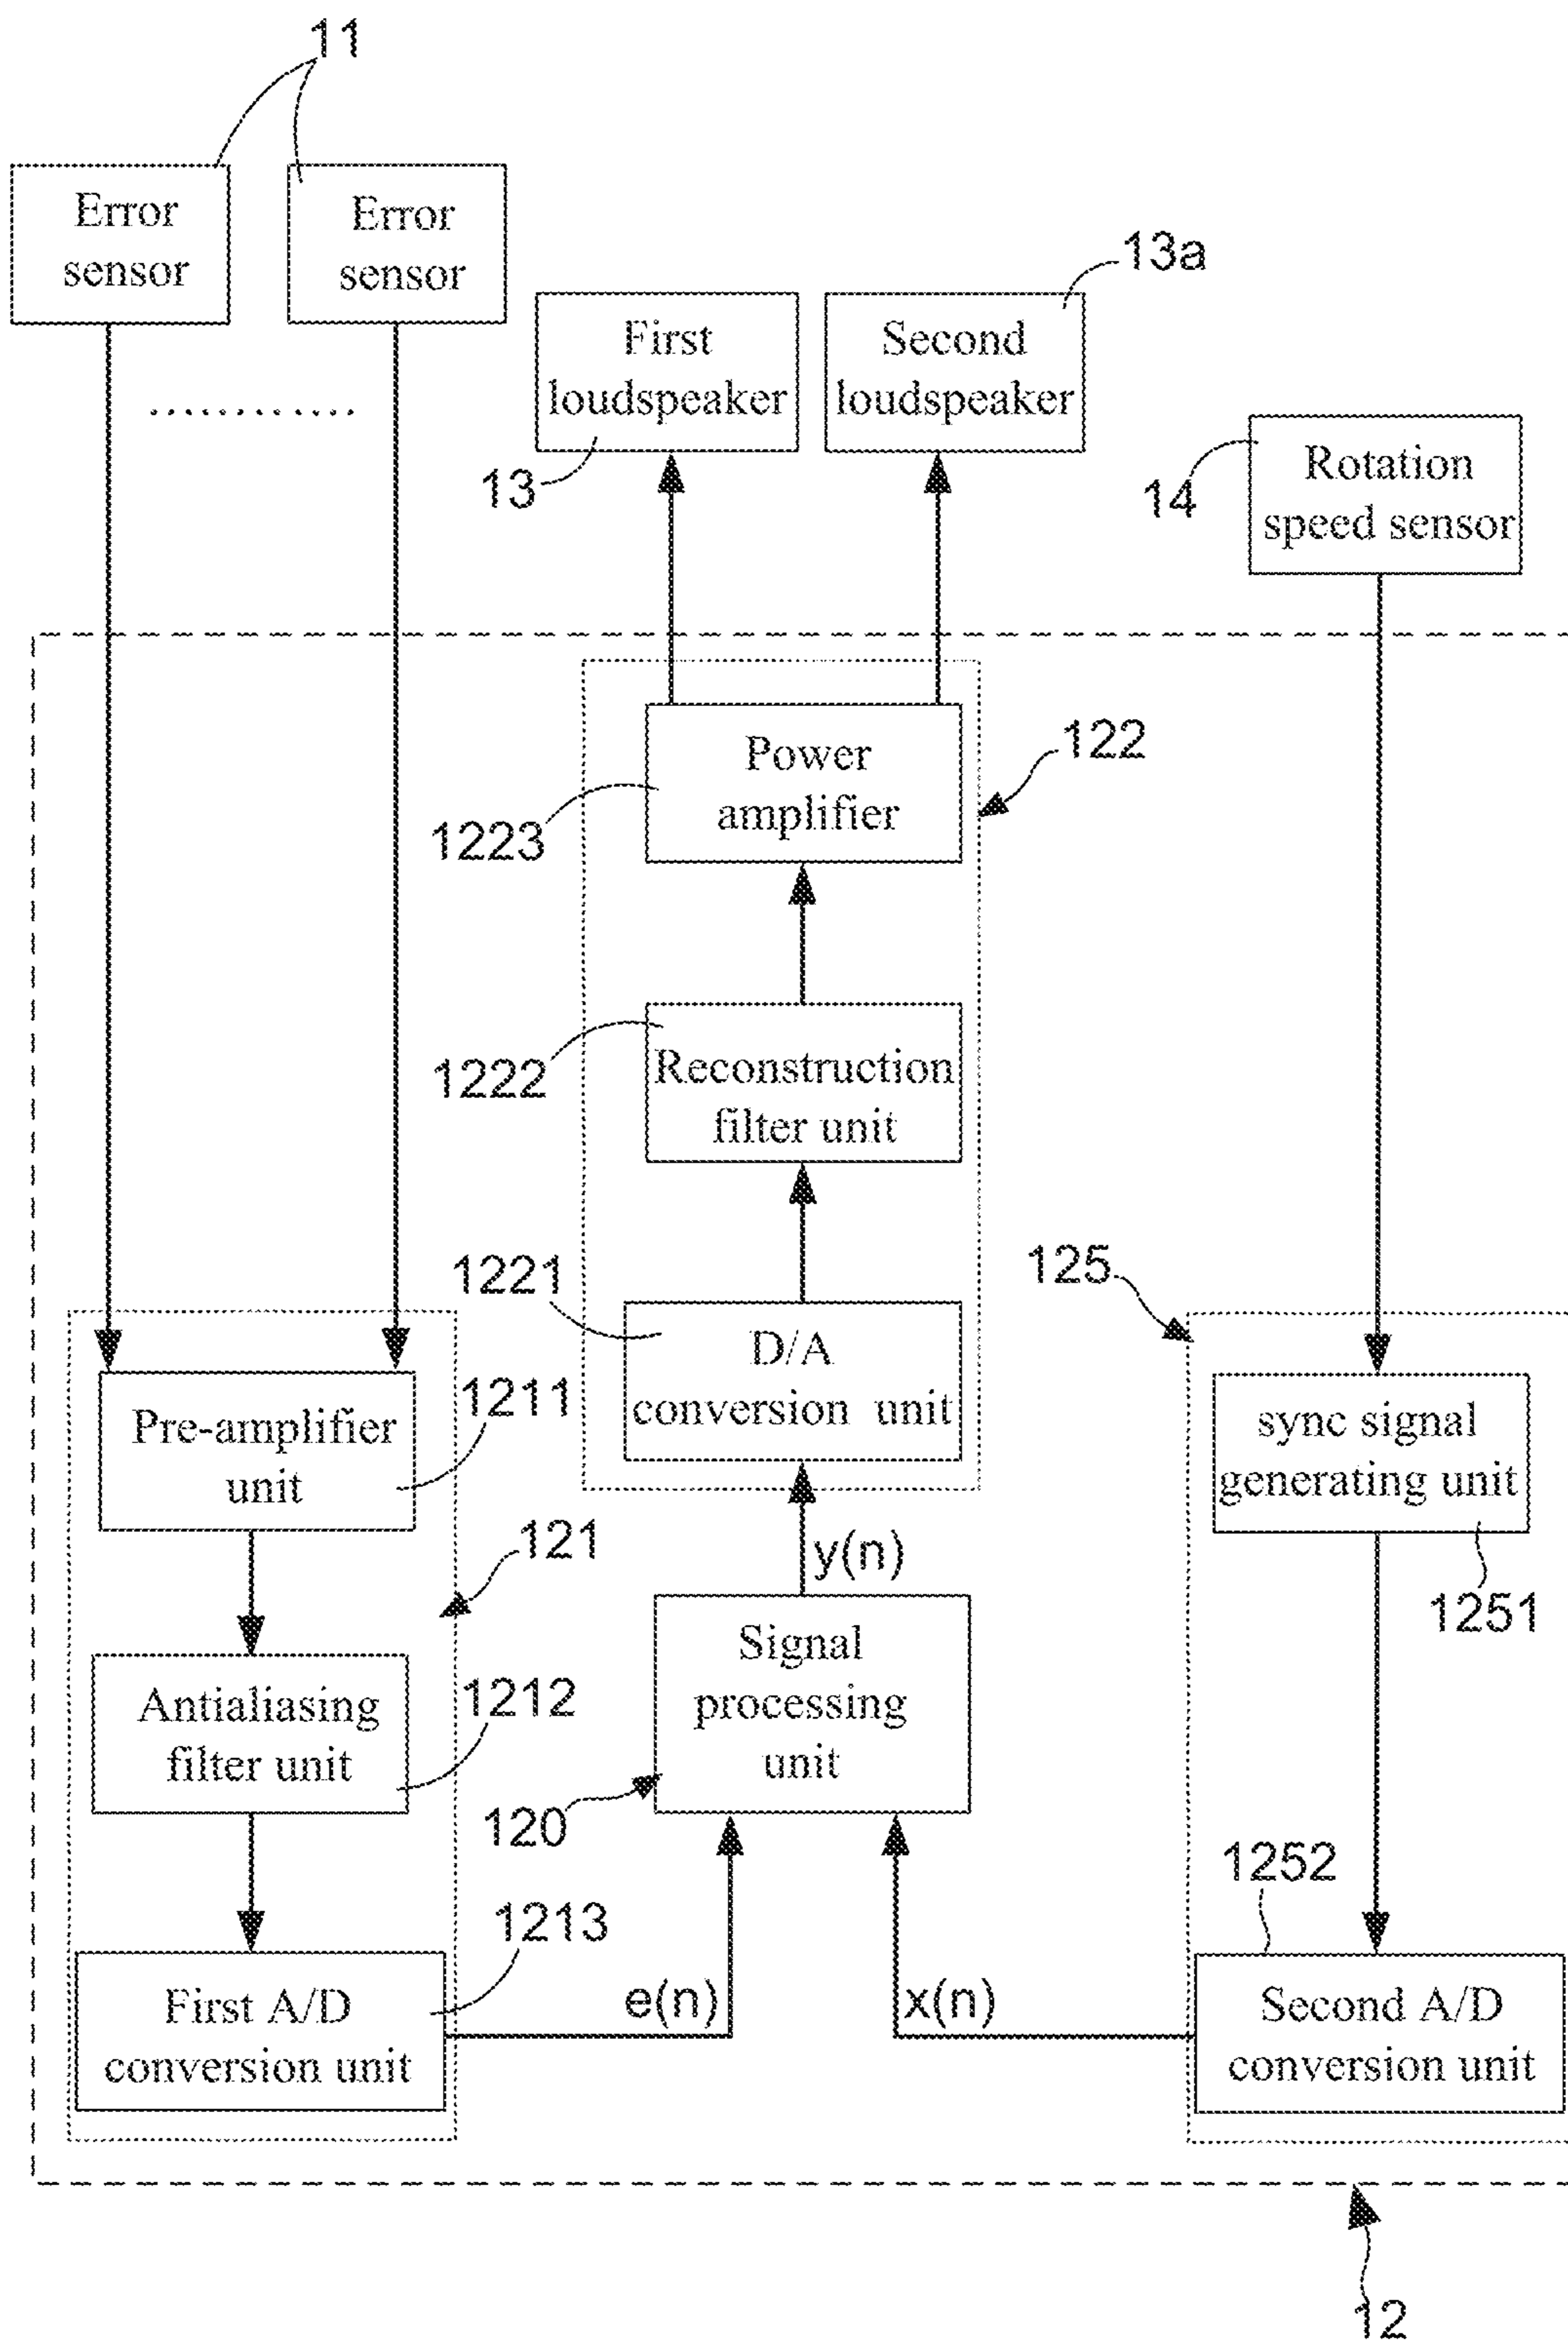 11
Error
sensor
Error
sensor
............
First
loudspeaker
13
Second
loudspeaker
13a
14
Rotation
speed sensor
Power
amplifier
122
1223
Reconstruction
filter unit
1222
1221
D/A
conversion unit
125
Pre-amplifier
unit
1211
sync signal
generating unit
1251
121
y(n)
Antialiasing
filter unit
1212
Signal
processing
unit
120
1252
1213
First A/D
conversion unit
e(n)
x(n)
Second A/D
conversion unit
12